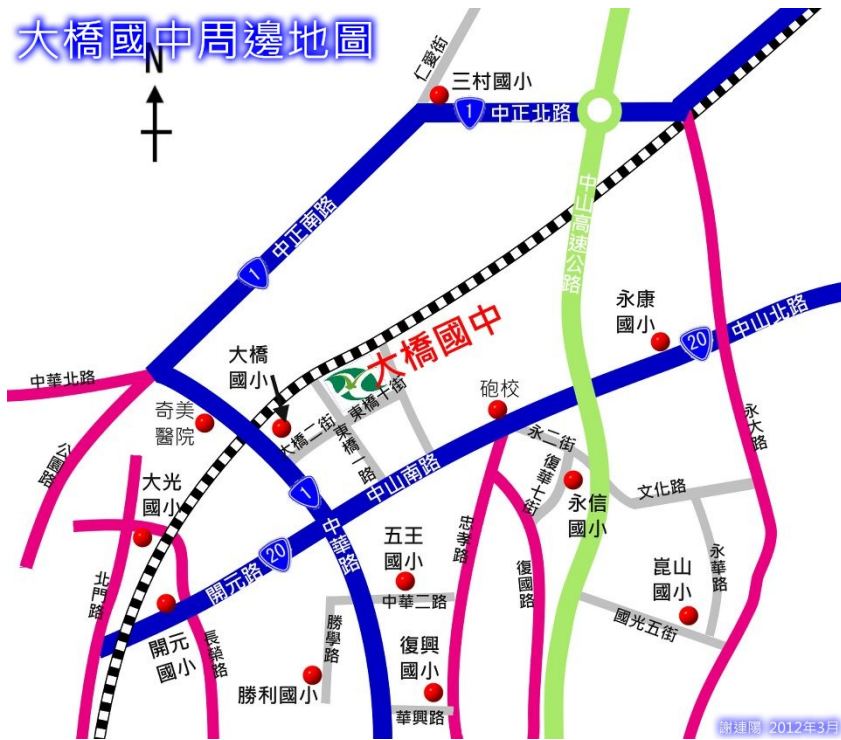 大橋國中周邊地圖
N
仁愛街
三村國小
1
中正北路
中正南路
1
中山高速公路
永康
國小
20
中山北路
大橋國中
大橋
國小
中華北路
奇美
醫院
公園路
大橋二街
東橋一路
東橋十街
砲校
永二街
復華七街
永大路
中山南路
大光
國小
1
中華路
文化路
永信
國小
忠孝路
復國路
永華路
五王
國小
20
開元路
北門路
中華二路
崑山
國小
國光五街
開元
國小
長榮路
勝學路
復興
國小
勝利國小
華興路
謝連陽 2012年3月